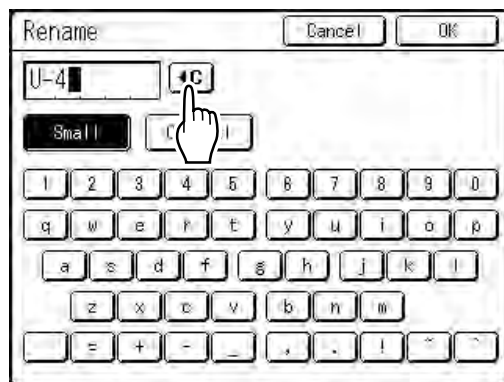 Rename Cancel OK
U-4 C
Small
1 2 3 4 5 6 7 8 9 0
q w e r t y u i o p
a s d f g h j k l
z x c v b n m
= + - _ , . !